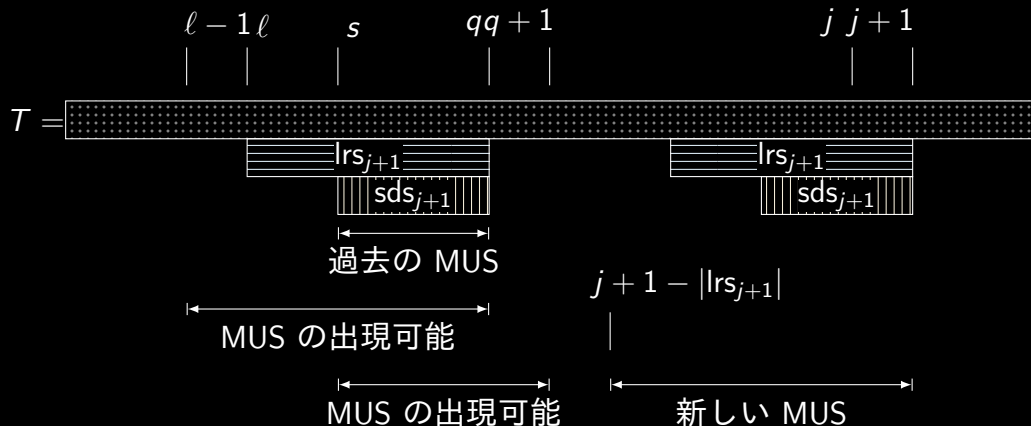 ℓ − 1 ℓ s q q + 1 j j + 1
T =
lrs_{j+1} lrs_{j+1}
sds_{j+1} sds_{j+1}
過去の MUS
j + 1 − |lrs_{j+1}|
MUS の出現可能
MUS の出現可能 新しい MUS